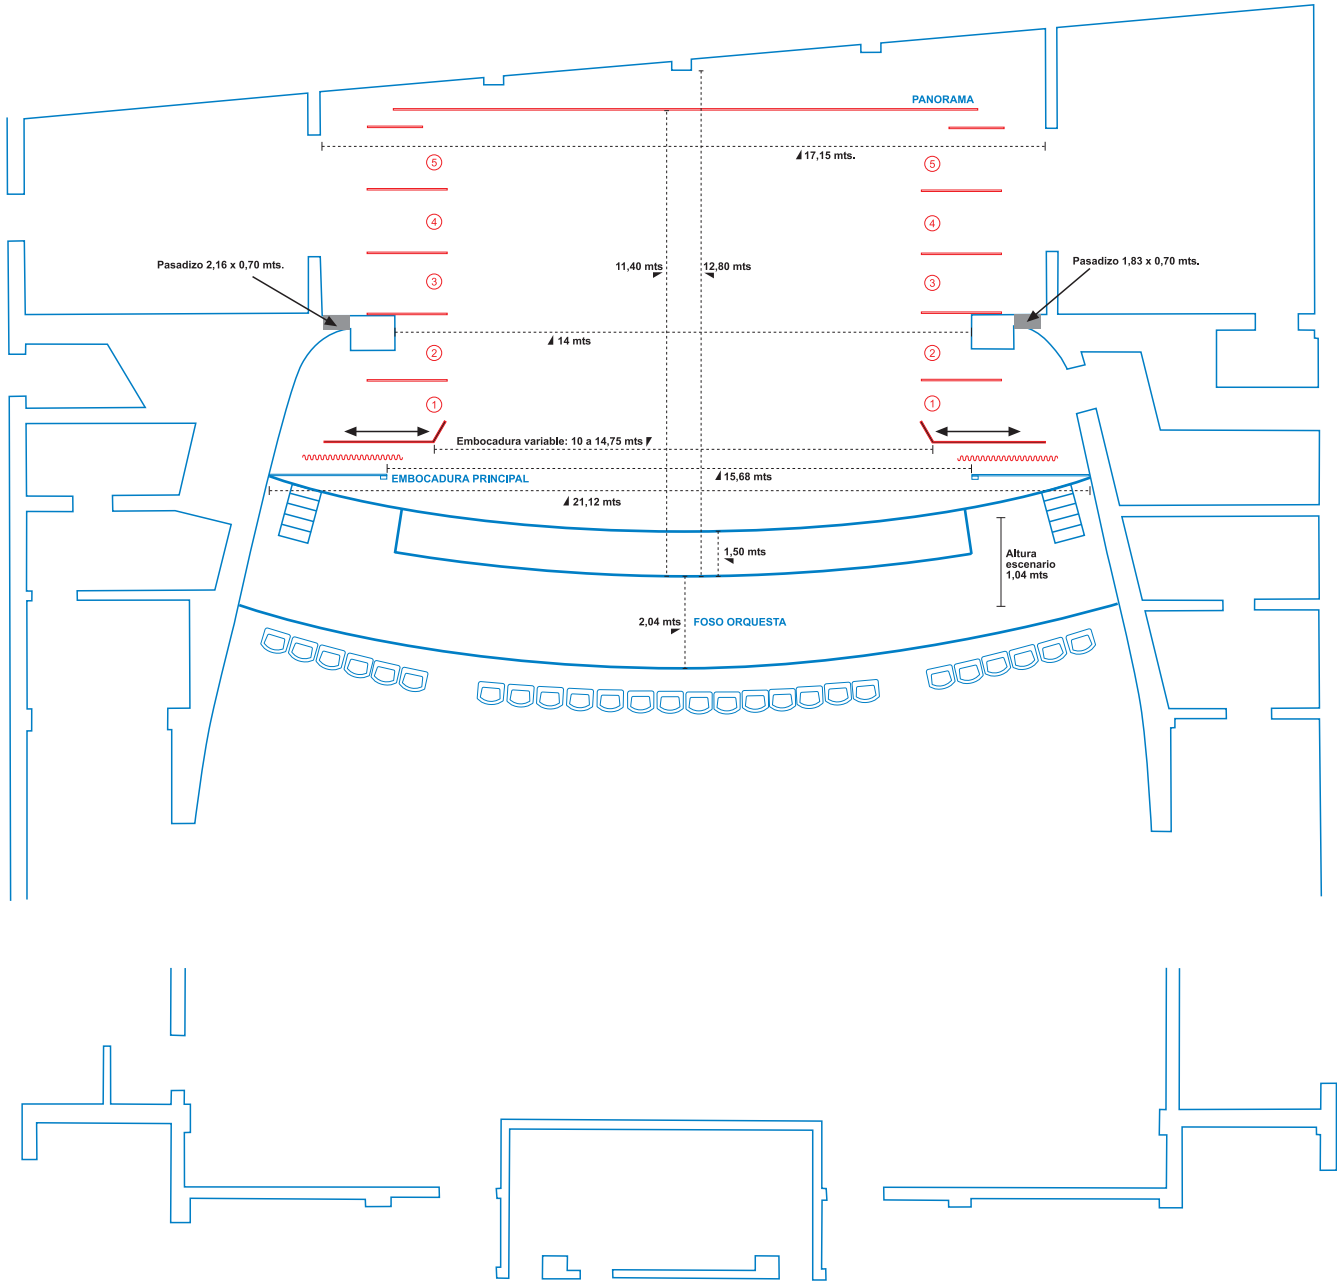 PANORAMA
17,15 mts.
5
5
4
4
Pasadizo 2,16 x 0,70 mts.
11,40 mts
12,80 mts
Pasadizo 1,83 x 0,70 mts.
3
3
14 mts
2
2
1
1
Embocadura variable: 10 a 14,75 mts
EMBOCADURA PRINCIPAL
15,68 mts
21,12 mts
1,50 mts
Altura
escenario
1,04 mts
2,04 mts
FOSO ORQUESTA